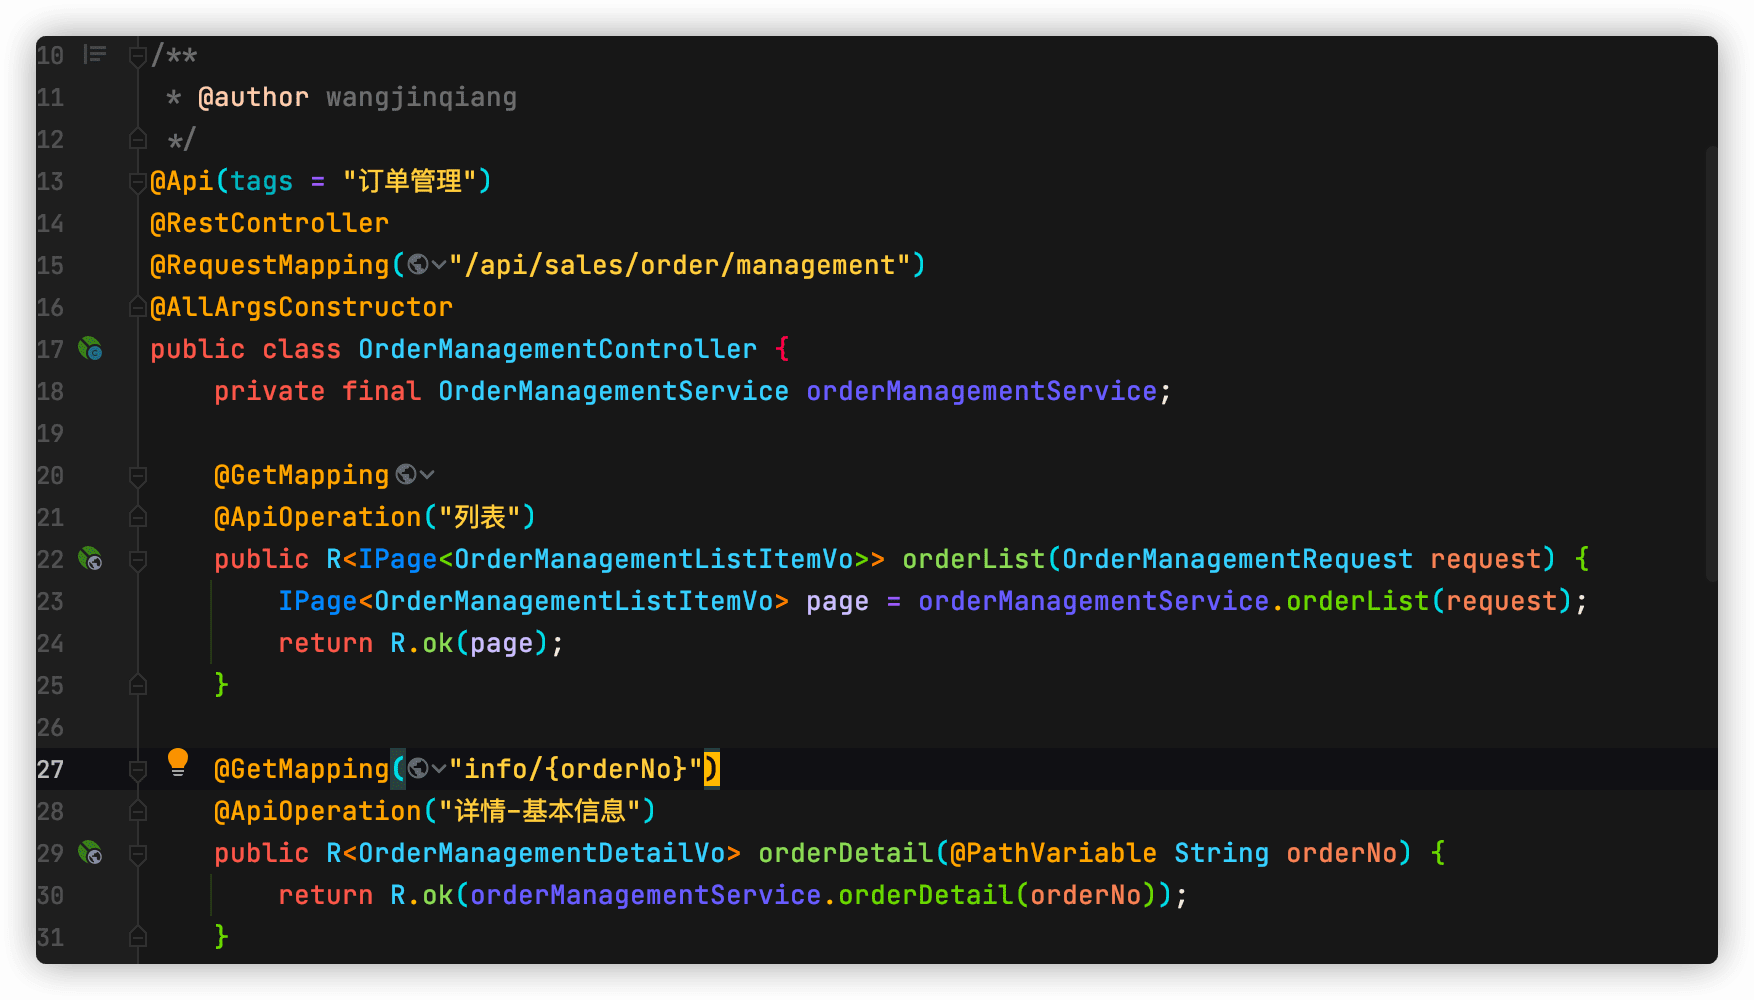 10 /**
11  * @author wangjinqiang
12  */
13 @Api(tags = "订单管理")
14 @RestController
15 @RequestMapping("/api/sales/order/management")
16 @AllArgsConstructor
17 public class OrderManagementController {
18     private final OrderManagementService orderManagementService;
19
20     @GetMapping
21     @ApiOperation("列表")
22     public R<IPage<OrderManagementListItemVo>> orderList(OrderManagementRequest request) {
23         IPage<OrderManagementListItemVo> page = orderManagementService.orderList(request);
24         return R.ok(page);
25     }
26
27     @GetMapping("info/{orderNo}")
28     @ApiOperation("详情-基本信息")
29     public R<OrderManagementDetailVo> orderDetail(@PathVariable String orderNo) {
30         return R.ok(orderManagementService.orderDetail(orderNo));
31     }